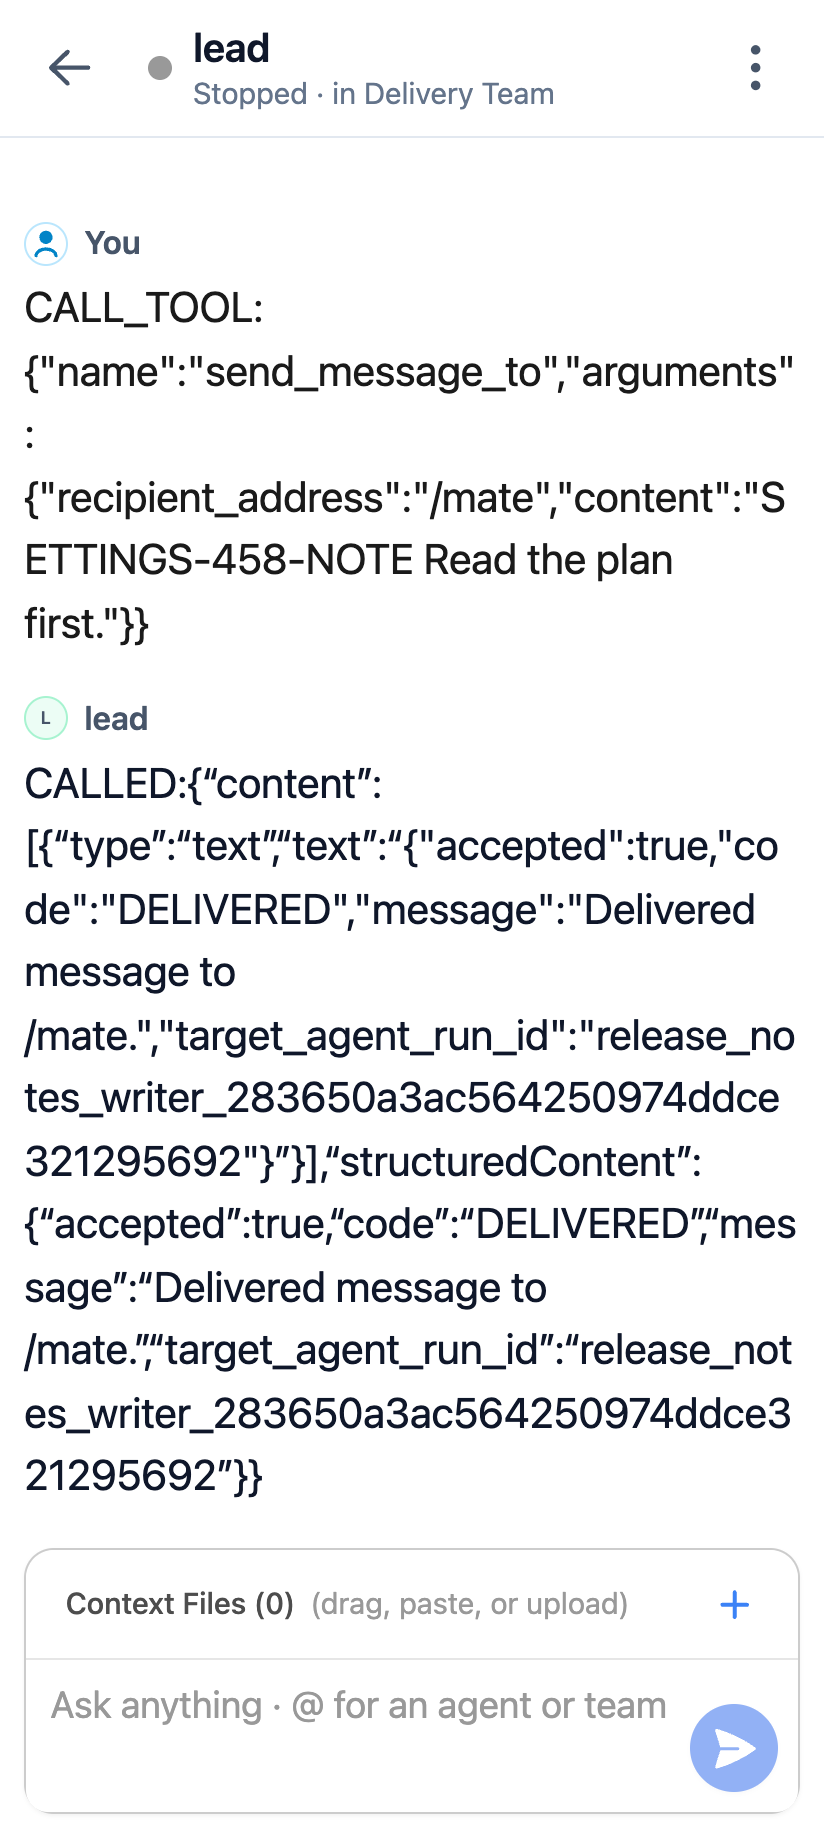 lead
Stopped · in Delivery Team
You
CALL_TOOL:
{"name":"send_message_to","arguments"
:
{"recipient_address":"/mate","content":"S
ETTINGS-458-NOTE Read the plan
first."}}
L
lead
CALLED:{“content”:
[{“type”:“text”,“text”:“{"accepted":true,"co
de":"DELIVERED","message":"Delivered
message to
/mate.","target_agent_run_id":"release_no
tes_writer_283650a3ac564250974ddce
321295692"}”}],“structuredContent”:
{“accepted”:true,“code”:“DELIVERED”,“mes
sage”:“Delivered message to
/mate.”,“target_agent_run_id”:“release_not
es_writer_283650a3ac564250974ddce3
21295692”}}
Context Files (0) (drag, paste, or upload)
Ask anything · @ for an agent or team